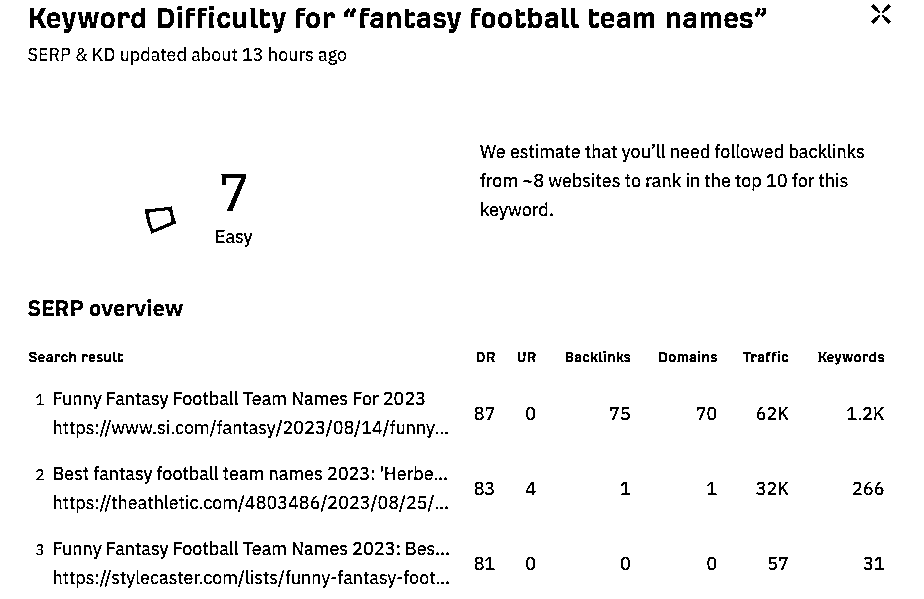 Keyword Difficulty for “fantasy football team names”
SERP & KD updated about 13 hours ago
7
Easy
We estimate that you’ll need followed backlinks
from ~8 websites to rank in the top 10 for this
keyword.
SERP overview
Search result DR UR Backlinks Domains Traffic Keywords
1 Funny Fantasy Football Team Names For 2023
https://www.si.com/fantasy/2023/08/14/funny... 87 0 75 70 62K 1.2K
2 Best fantasy football team names 2023: 'Herbe...
https://theathletic.com/4803486/2023/08/25/... 83 4 1 1 32K 266
3 Funny Fantasy Football Team Names 2023: Bes...
https://stylecaster.com/lists/funny-fantasy-foot... 81 0 0 0 57 31